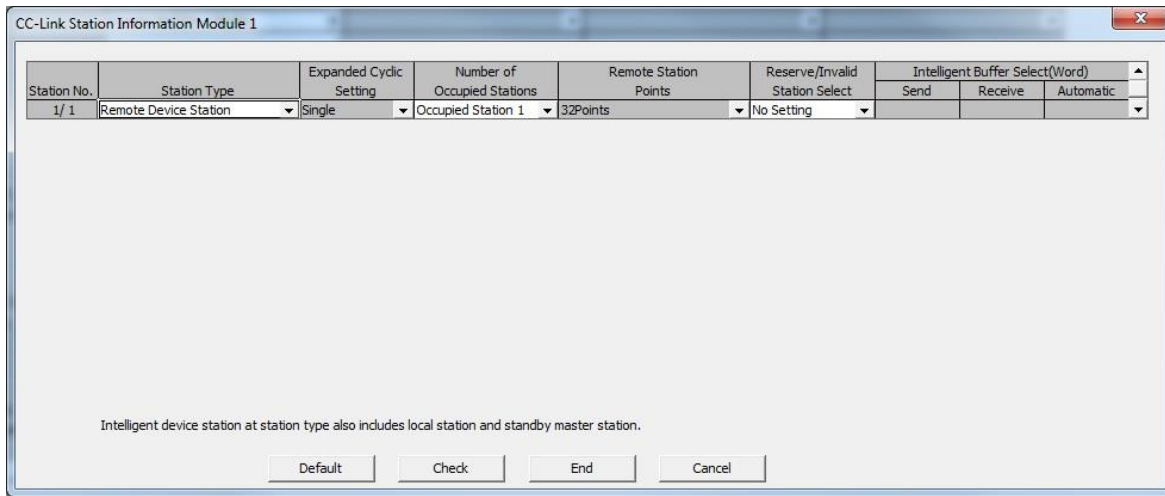 CC-Link Station Information Module 1
Expanded Cyclic Number of Remote Station Reserve/Invalid Intelligent Buffer Select(Word)
Station No. Station Type Setting Occupied Stations Points Station Select Send Receive Automatic
1/ 1 Remote Device Station Single Occupied Station 1 32Points No Setting
Intelligent device station at station type also includes local station and standby master station.
Default Check End Cancel